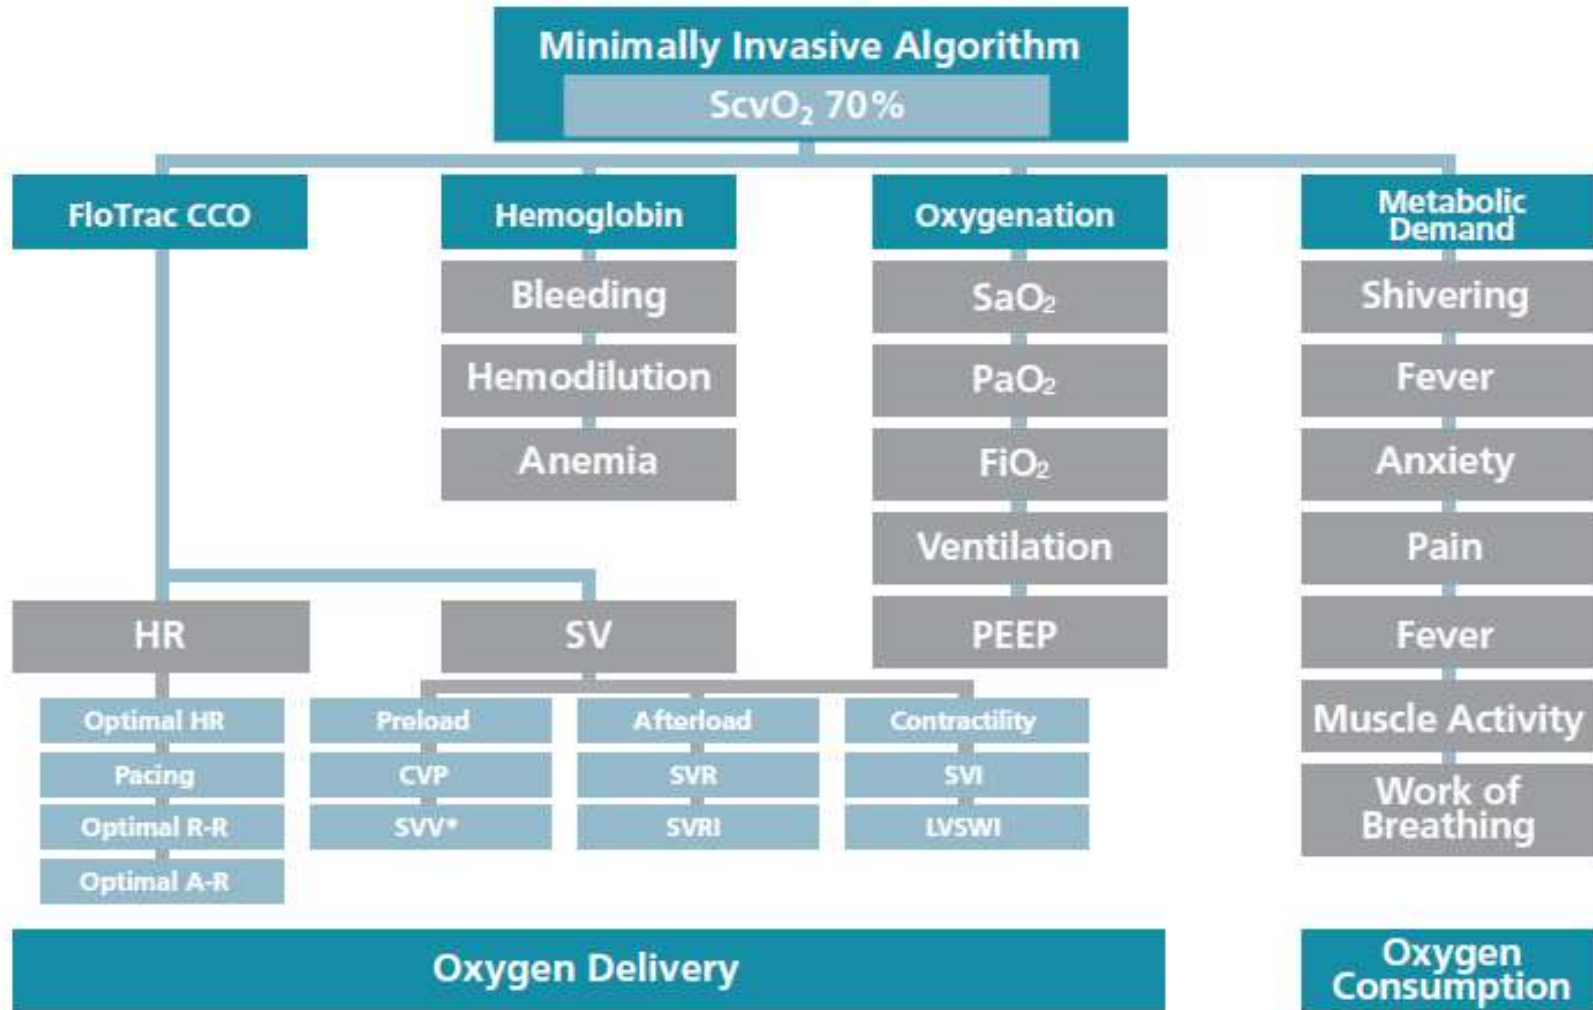 Minimally Invasive Algorithm
ScvO₂ 70%
FloTrac CCO
Hemoglobin
Oxygenation
Metabolic
Demand
Bleeding
Hemodilution
Anemia
SaO₂
PaO₂
FiO₂
Ventilation
PEEP
Shivering
Fever
Anxiety
Pain
Fever
Muscle Activity
Work of
Breathing
HR
SV
Optimal HR
Pacing
Optimal R-R
Optimal A-R
Preload
CVP
SVV*
Afterload
SVR
SVRI
Contractility
SVI
LVSWI
Oxygen Delivery
Oxygen
Consumption